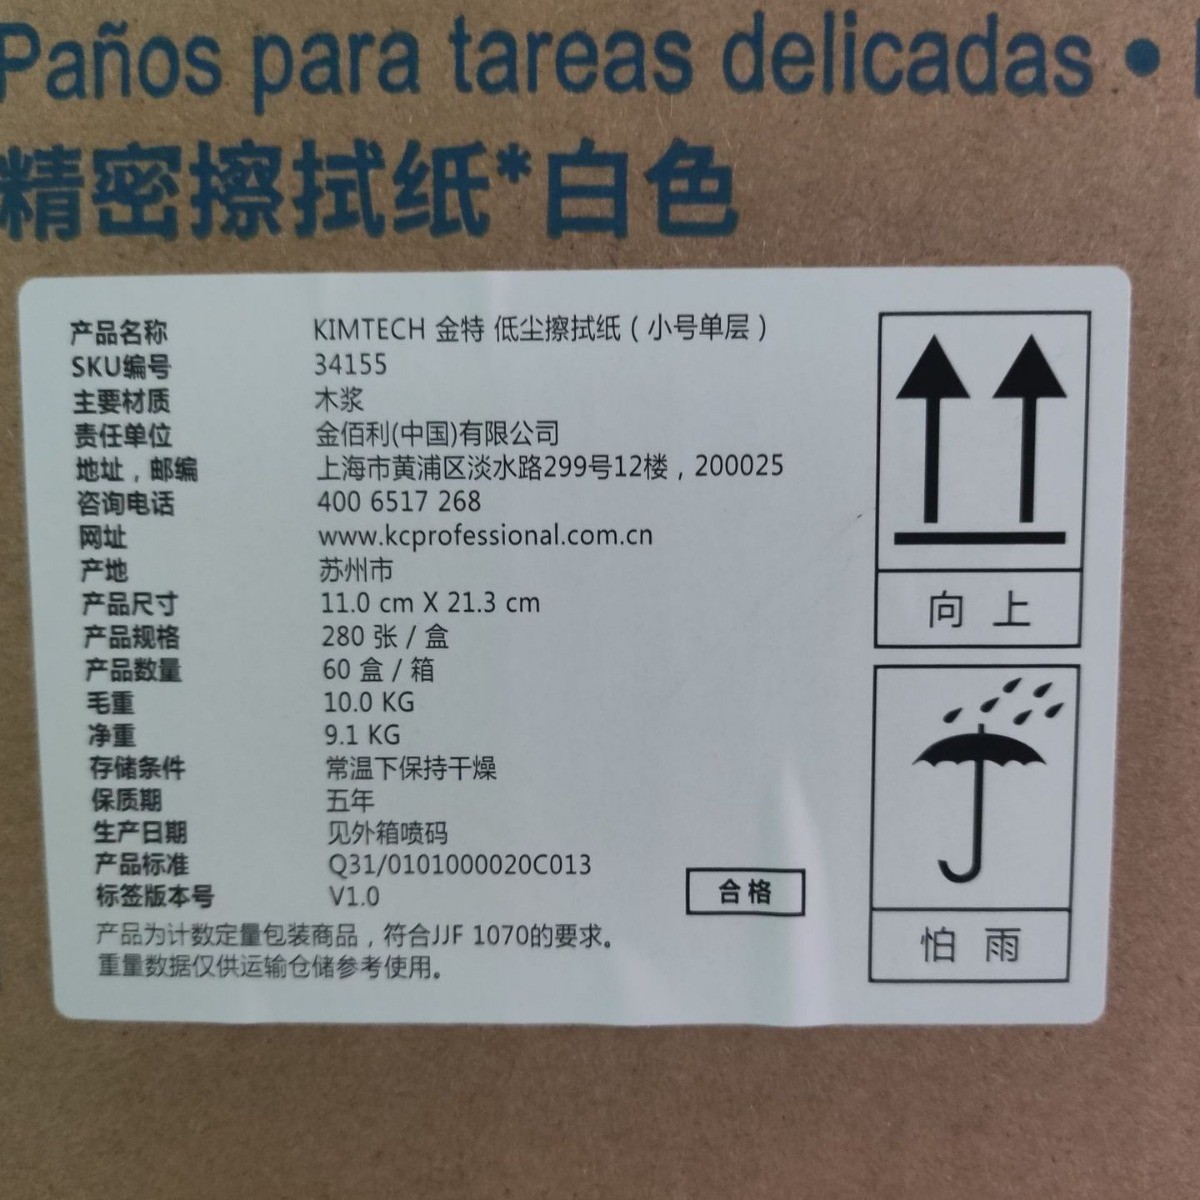 Paños para tareas delicadas •
精密擦拭纸*白色
产品名称 KIMTECH 金特 低尘擦拭纸（小号单层）
SKU编号 34155
主要材质 木浆
责任单位 金佰利(中国)有限公司
地址，邮编 上海市黄浦区淡水路299号12楼，200025
咨询电话 400 6517 268
网址 www.kcprofessional.com.cn
产地 苏州市
产品尺寸 11.0 cm X 21.3 cm
产品规格 280 张 / 盒
产品数量 60 盒 / 箱
毛重 10.0 KG
净重 9.1 KG
存储条件 常温下保持干燥
保质期 五年
生产日期 见外箱喷码
产品标准 Q31/0101000020C013
标签版本号 V1.0
合格
产品为计数定量包装商品，符合JJF 1070的要求。
重量数据仅供运输仓储参考使用。
向上
怕雨